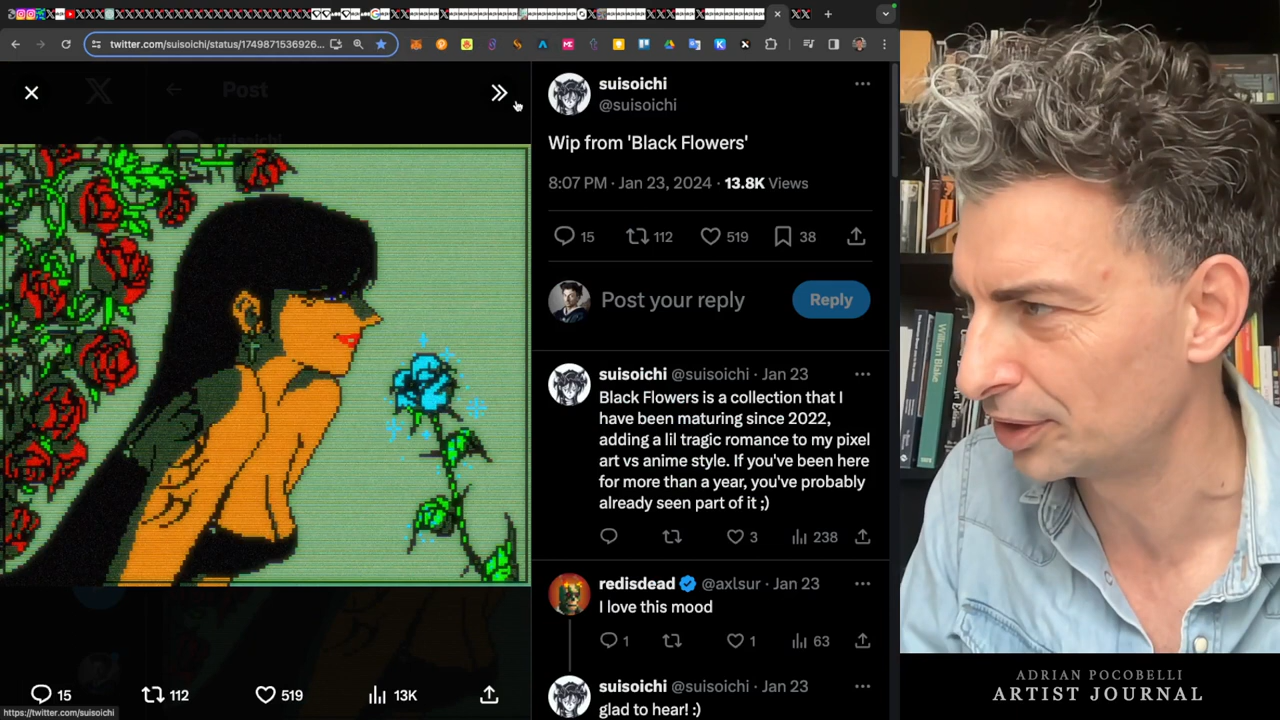 twitter.com/suisoichi/status/1749871536926...
Post
suisoichi
@suisoichi
Wip from 'Black Flowers'
8:07 PM · Jan 23, 2024 · 13.8K Views
15 112 519 38
Post your reply
Reply
suisoichi @suisoichi · Jan 23
Black Flowers is a collection that I
have been maturing since 2022,
adding a lil tragic romance to my pixel
art vs anime style. If you've been here
for more than a year, you've probably
already seen part of it ;)
3 238
redisdead @axlsur · Jan 23
I love this mood
1 1 63
suisoichi @suisoichi · Jan 23
glad to hear! :)
15 112 519 13K
https://twitter.com/suisoichi
William Blake
ADRIAN POCOBELLI
ARTIST JOURNAL